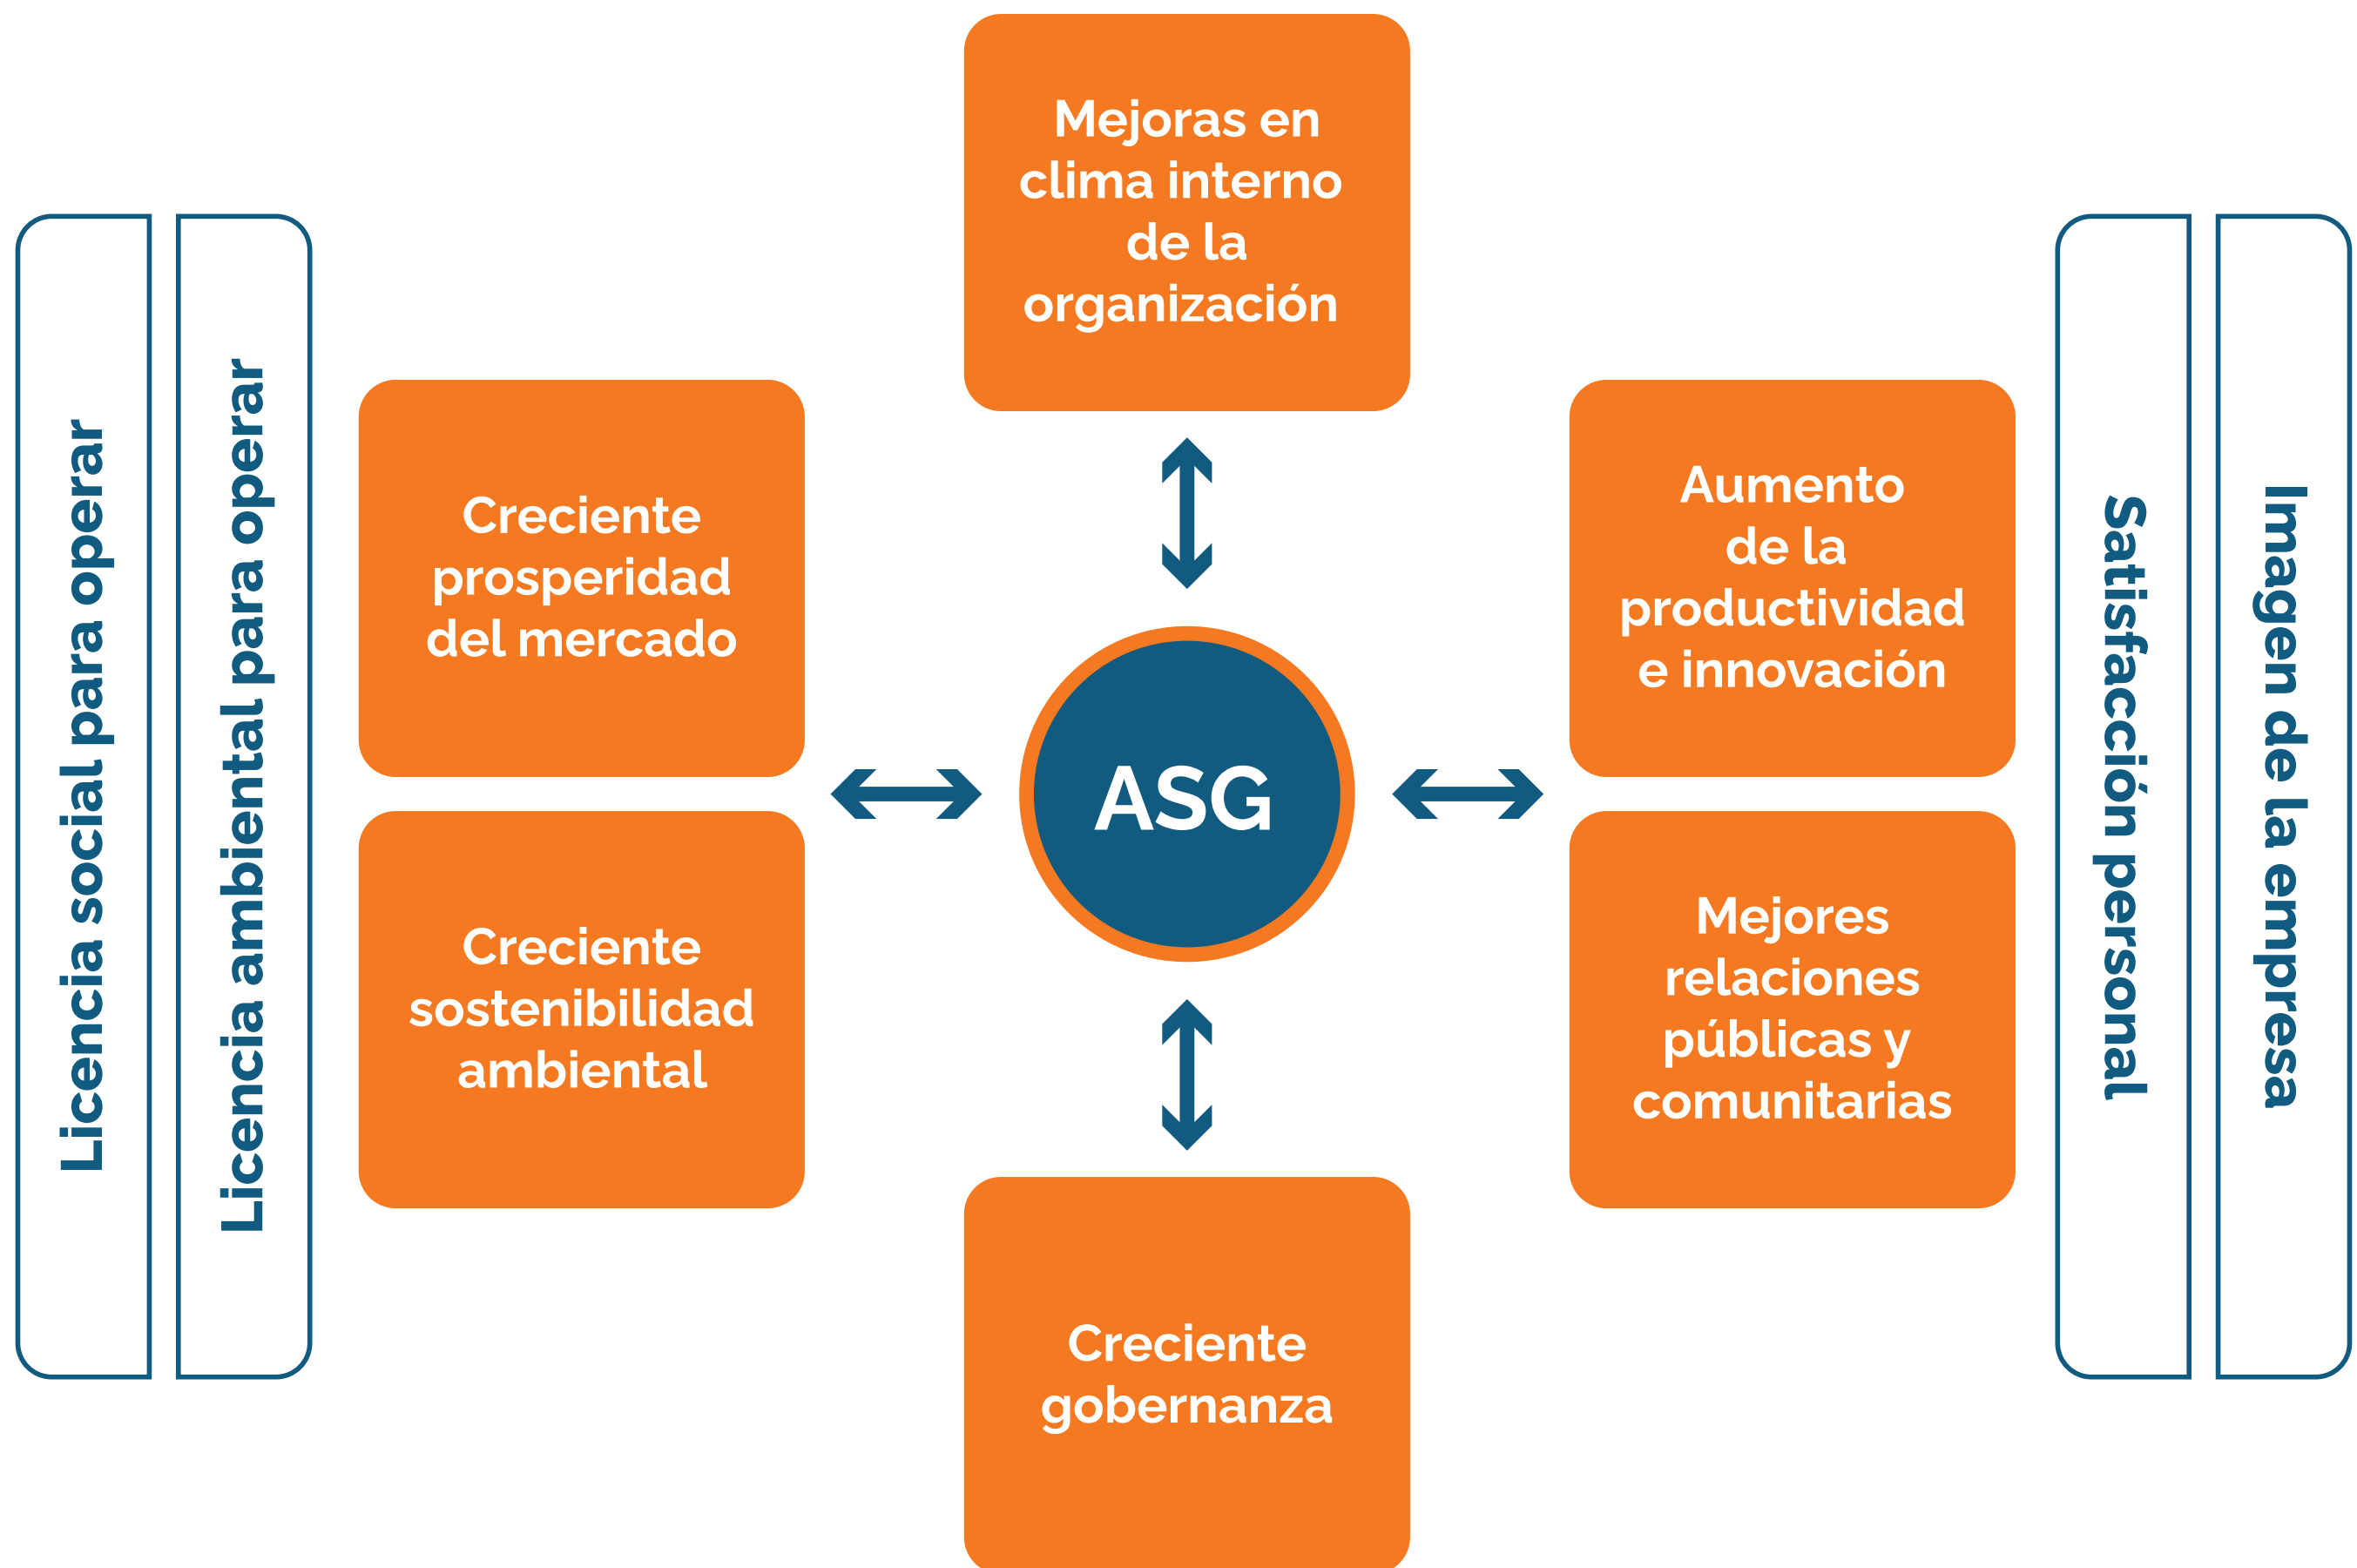 Licencia social para operar
Licencia ambiental para operar
Mejoras en
clima interno
de la
organización
Creciente
prosperidad
del mercado
Creciente
sostenibilidad
ambiental
ASG
Aumento
de la
productividad
e innovación
Mejores
relaciones
públicas y
comunitarias
Creciente
gobernanza
Satisfacción personal
Imagen de la empresa